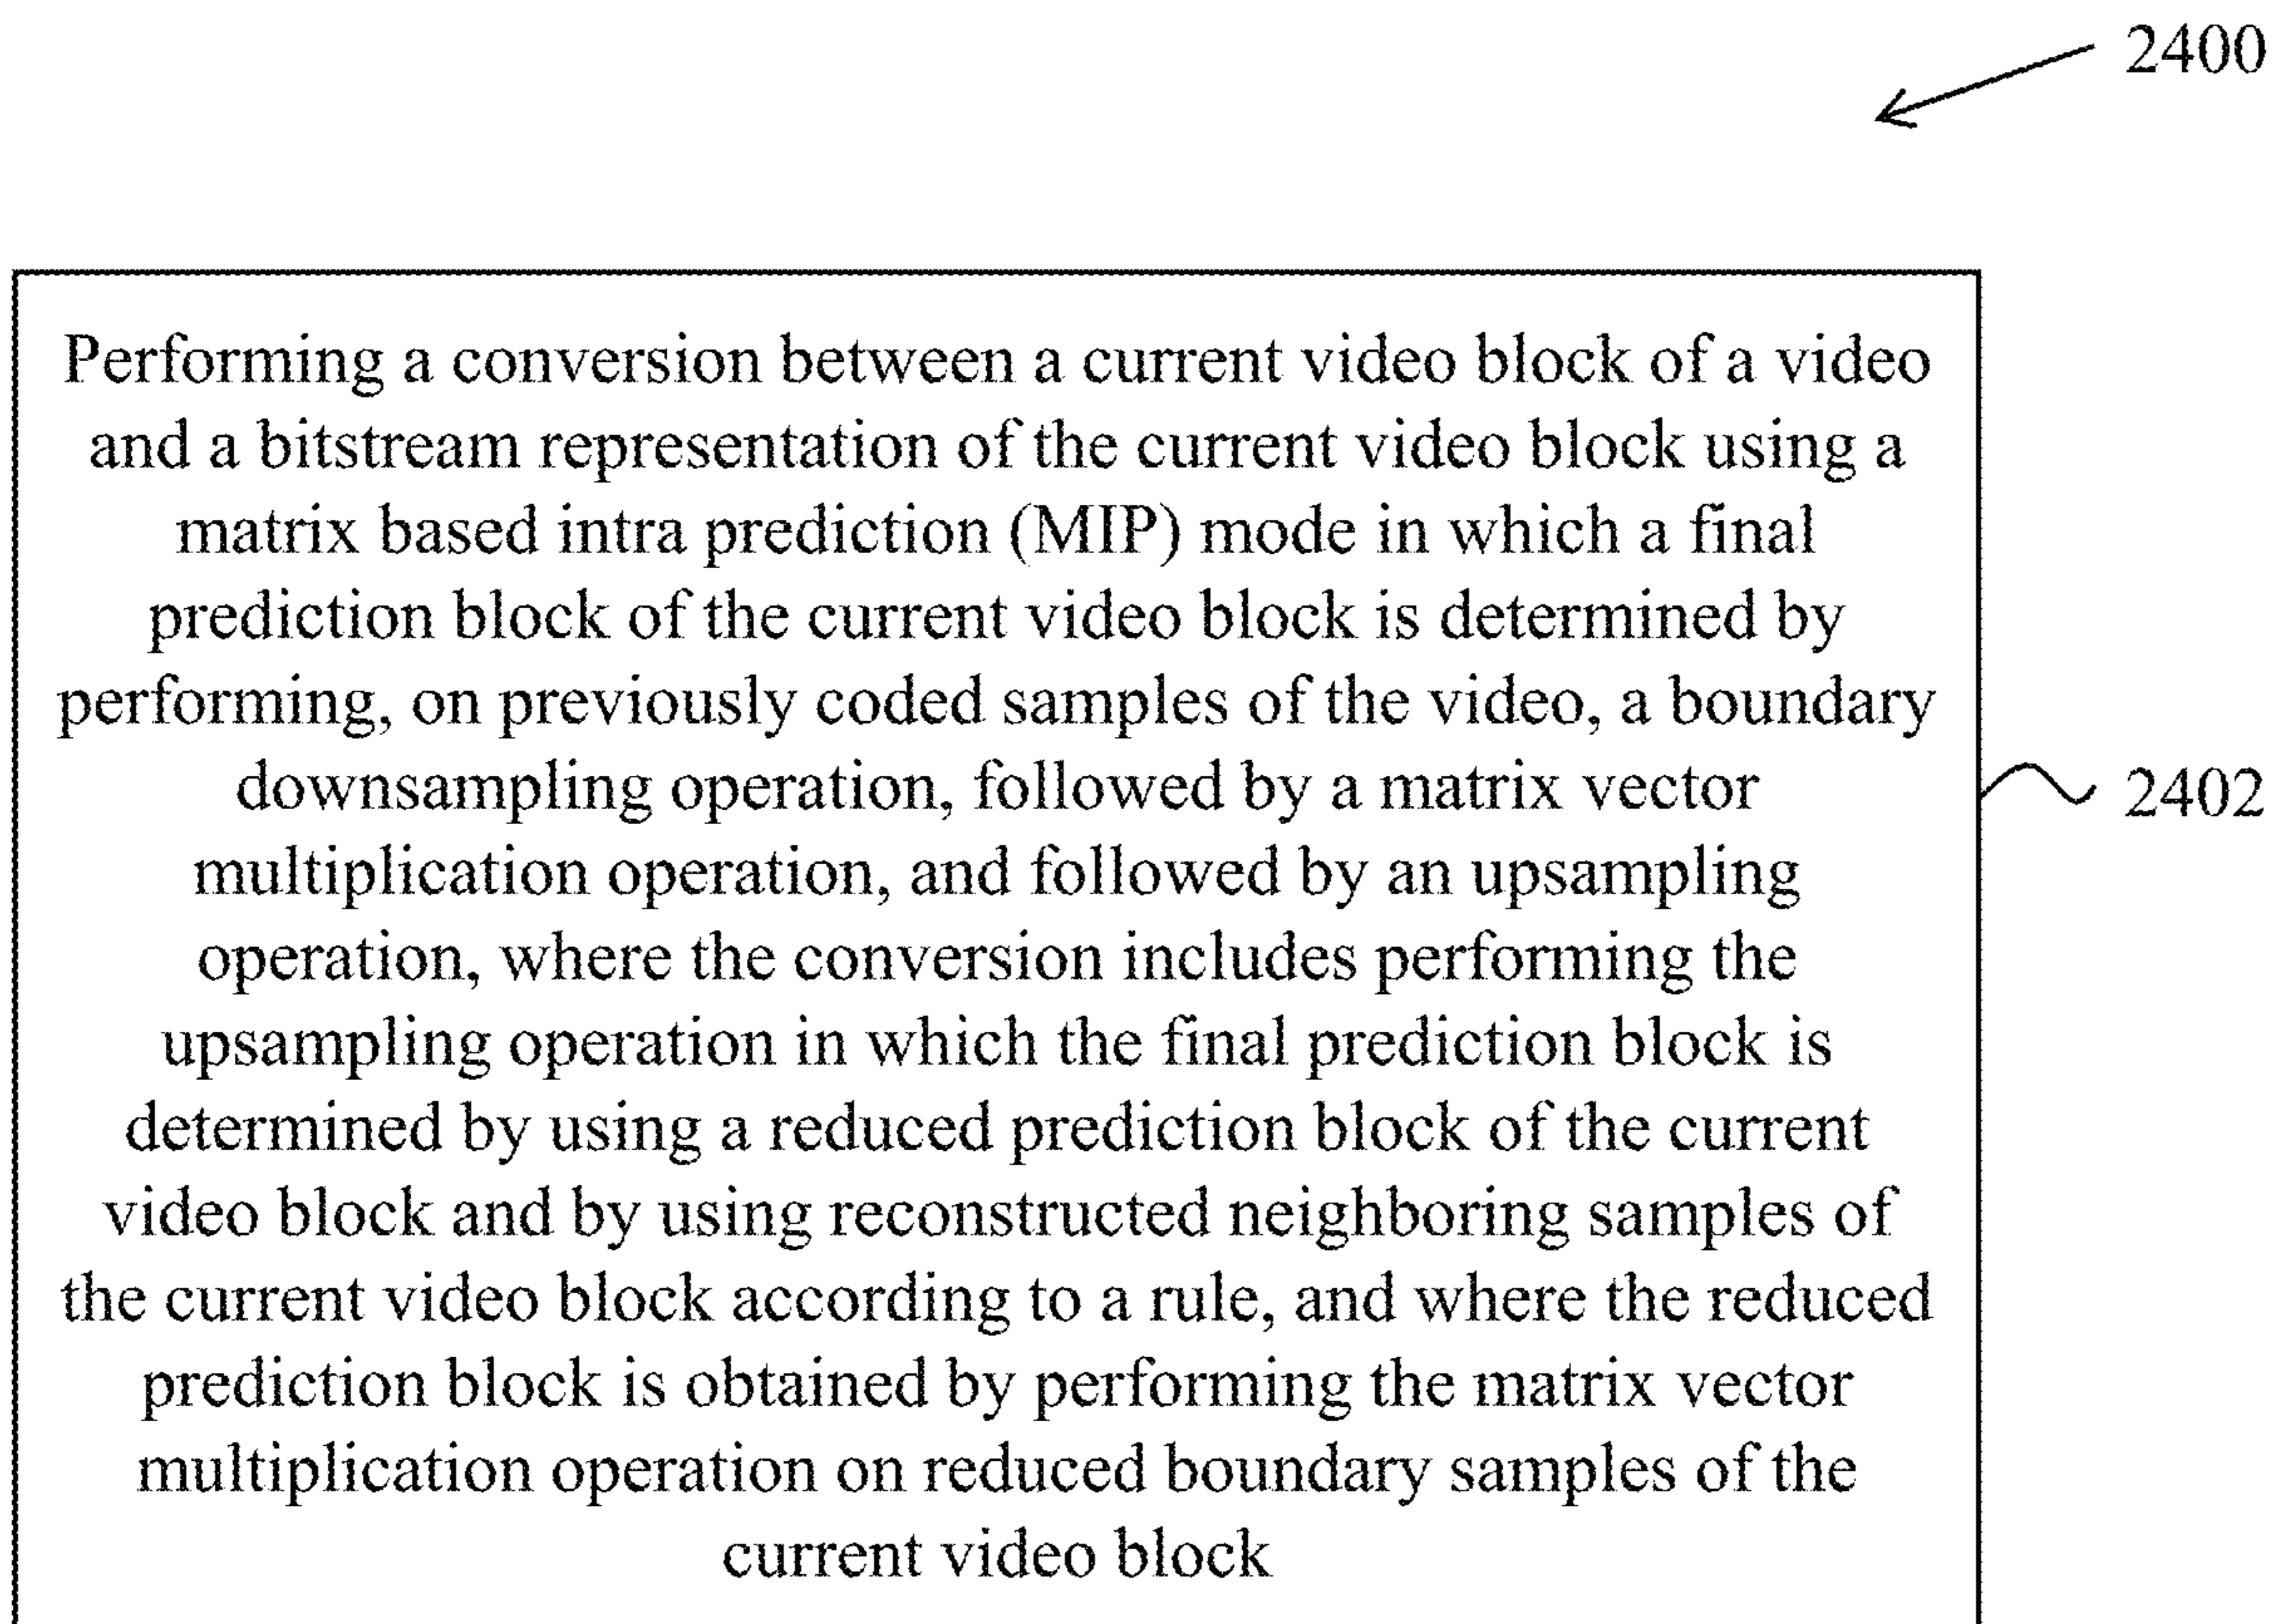 2400
Performing a conversion between a current video block of a video
and a bitstream representation of the current video block using a
matrix based intra prediction (MIP) mode in which a final
prediction block of the current video block is determined by
performing, on previously coded samples of the video, a boundary
downsampling operation, followed by a matrix vector
multiplication operation, and followed by an upsampling
operation, where the conversion includes performing the
upsampling operation in which the final prediction block is
determined by using a reduced prediction block of the current
video block and by using reconstructed neighboring samples of
the current video block according to a rule, and where the reduced
prediction block is obtained by performing the matrix vector
multiplication operation on reduced boundary samples of the
current video block
2402